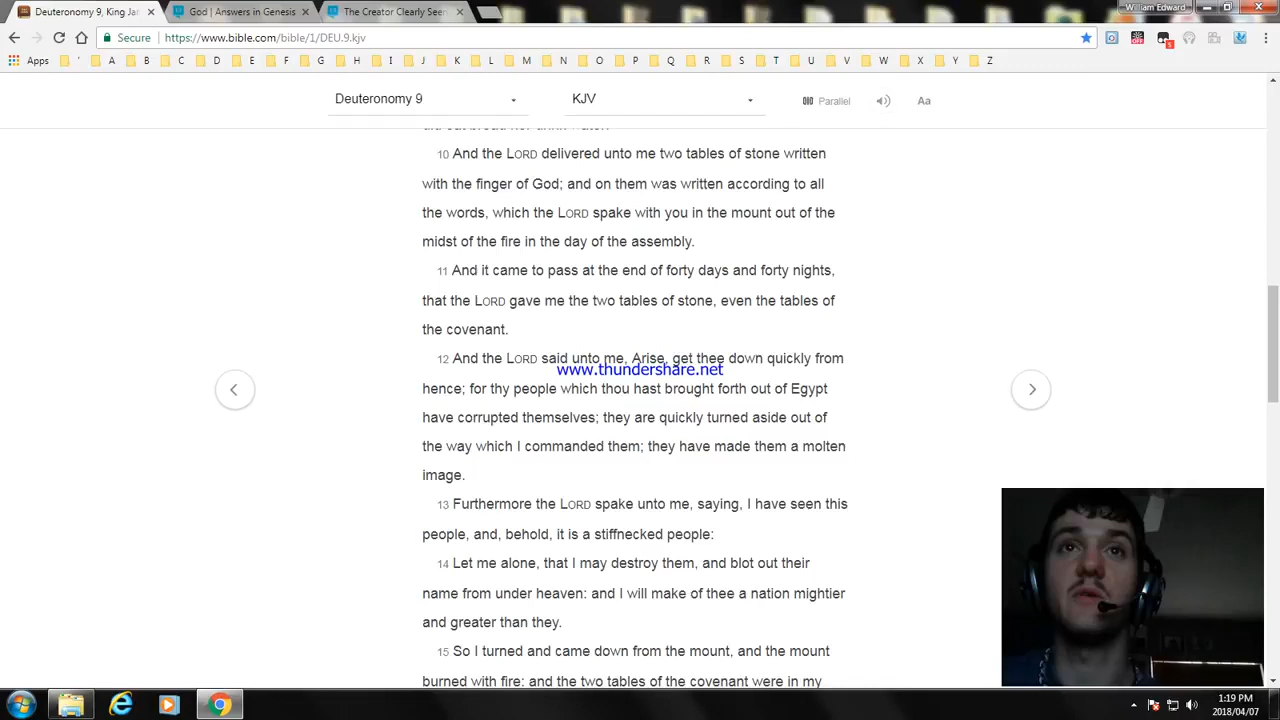 Deuteronomy 9, King Jar
God | Answers in Genesis
The Creator Clearly Seen
William Edward
Secure
https://www.bible.com/bible/1/DEU.9.kjv
Apps ' A B C D E F G H I J K L M N O P Q R S T U V W X Y Z
Deuteronomy 9
KJV
Parallel
Aa
10 And the LORD delivered unto me two tables of stone written
with the finger of God; and on them was written according to all
the words, which the LORD spake with you in the mount out of the
midst of the fire in the day of the assembly.
11 And it came to pass at the end of forty days and forty nights,
that the LORD gave me the two tables of stone, even the tables of
the covenant.
12 And the LORD said unto me, Arise, get thee down quickly from
www.thundershare.net
hence; for thy people which thou hast brought forth out of Egypt
have corrupted themselves; they are quickly turned aside out of
the way which I commanded them; they have made them a molten
image.
13 Furthermore the LORD spake unto me, saying, I have seen this
people, and, behold, it is a stiffnecked people:
14 Let me alone, that I may destroy them, and blot out their
name from under heaven: and I will make of thee a nation mightier
and greater than they.
15 So I turned and came down from the mount, and the mount
burned with fire: and the two tables of the covenant were in my
1:19 PM
2018/04/07